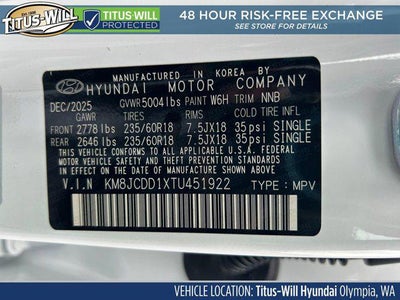 TITUS-WILL
TITUS-WILL
PROTECTED
48 HOUR RISK-FREE EXCHANGE
SEE STORE FOR DETAILS
MANUFACTURED IN KOREA BY
HYUNDAI MOTOR COMPANY
DEC/2025 GVWR 5004 lbs PAINT W6H TRIM NNB
GAWR TIRES RIMS COLD TIRE INFL
FRONT 2778 lbs 235/60R18 7.5JX18 35psi SINGLE
REAR 2646 lbs 235/60R18 7.5JX18 35psi SINGLE
THIS VEHICLE CONFORMS TO ALL APPLICABLE U.S.A. FEDERAL
MOTOR VEHICLE SAFETY, BUMPER AND THEFT PREVENTION
STANDARDS IN EFFECT ON THE DATE OF MANUFACTURE SHOWN ABOVE.
V.I.N KM8JCDD1XTU451922 TYPE : MPV
VEHICLE LOCATED AT: Titus-Will Hyundai Olympia, WA